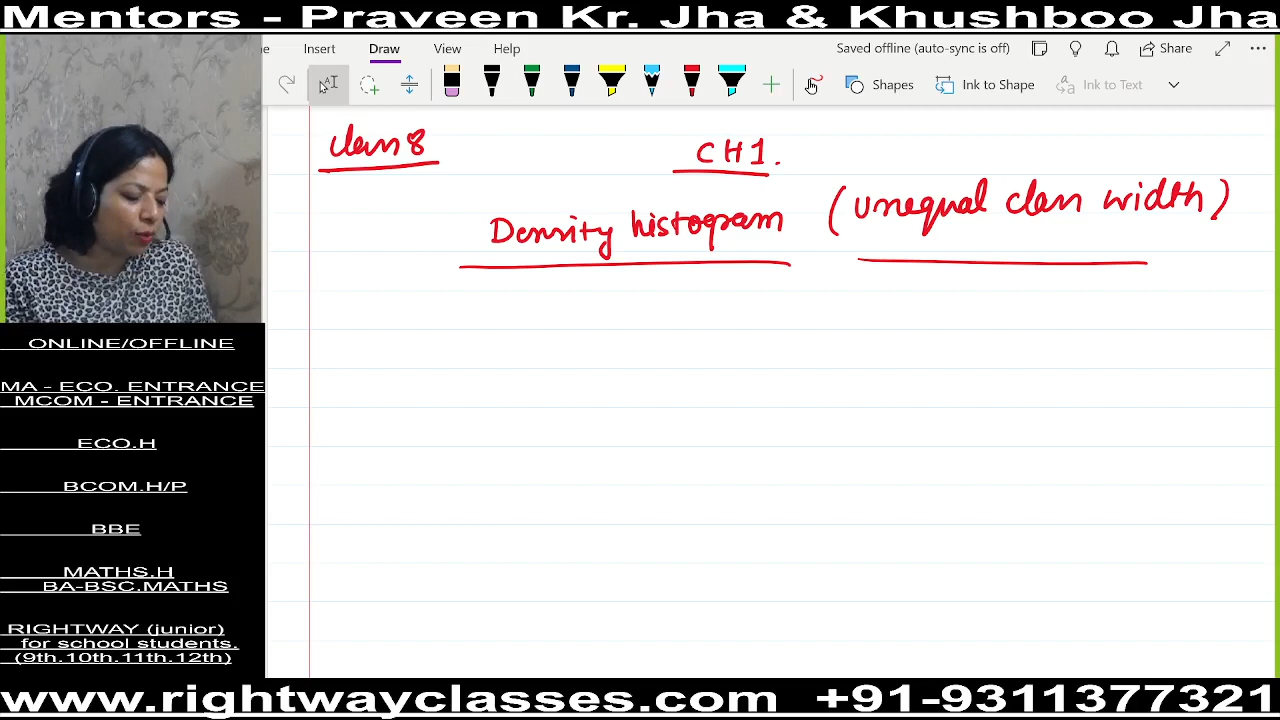 Mentors - Praveen Kr. Jha & Khushboo Jha
Insert Draw View Help Saved offline (auto-sync is off) Share
Shapes Ink to Shape Ink to Text
Class 8 CH1.
Density histogram (unequal class width)
ONLINE/OFFLINE
MA - ECO. ENTRANCE
MCOM - ENTRANCE
ECO.H
BCOM.H/P
BBE
MATHS.H
BA-BSC.MATHS
RIGHTWAY (junior)
for school students.
(9th.10th.11th.12th)
www.rightwayclasses.com +91-9311377321